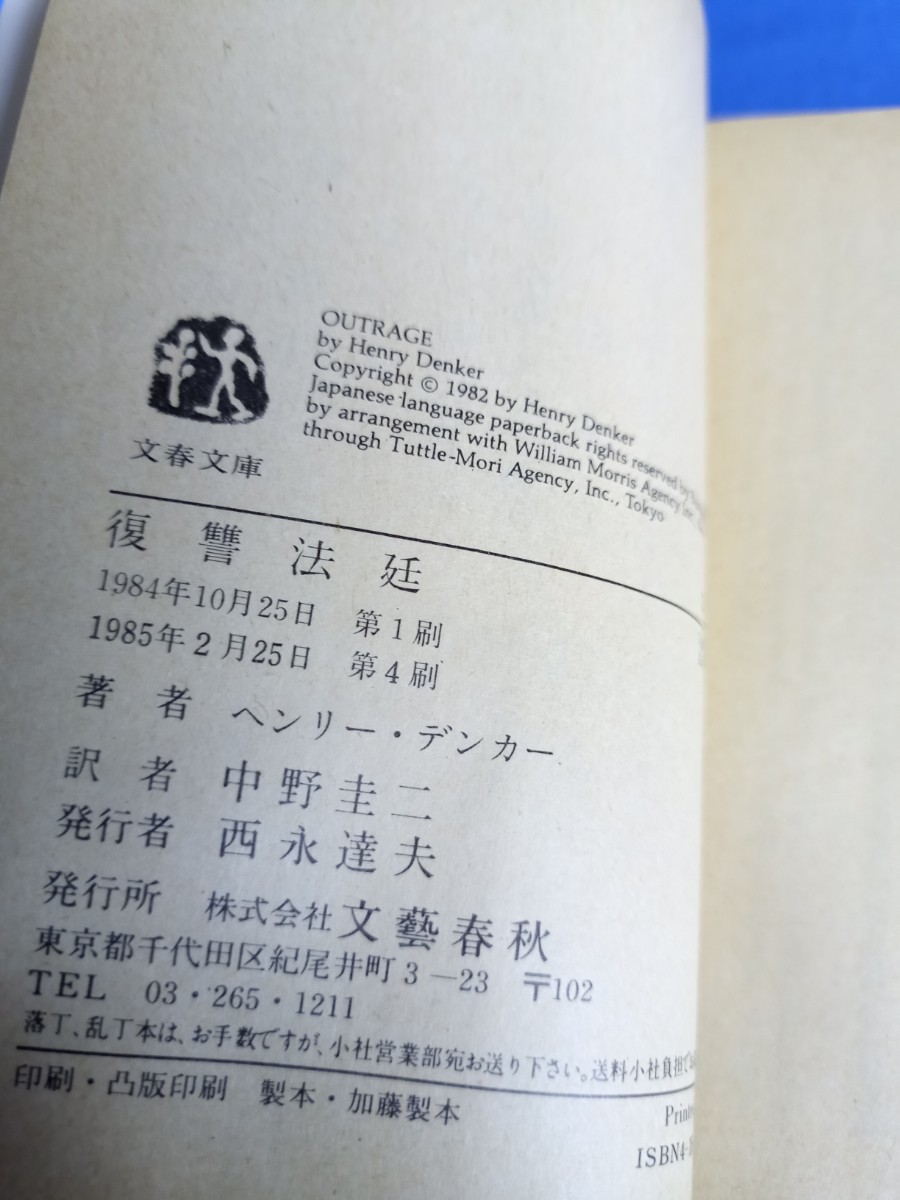 OUTRAGE
by Henry Denker
Copyright © 1982 by Henry Denker
Japanese language paperback rights reserved by
by arrangement with William Morris Agency Inc.
through Tuttle-Mori Agency, Inc., Tokyo
文春文庫
復讐法廷
1984年10月25日 第1刷
1985年2月25日 第4刷
著者 ヘンリー・デンカー
訳者 中野圭二
発行者 西永達夫
発行所 株式会社 文藝春秋
東京都千代田区紀尾井町3—23 〒102
TEL 03・265・1211
落丁、乱丁本は、お手数ですが、小社営業部宛お送り下さい。送料小社負担で
印刷・凸版印刷 製本・加藤製本
ISBN4-